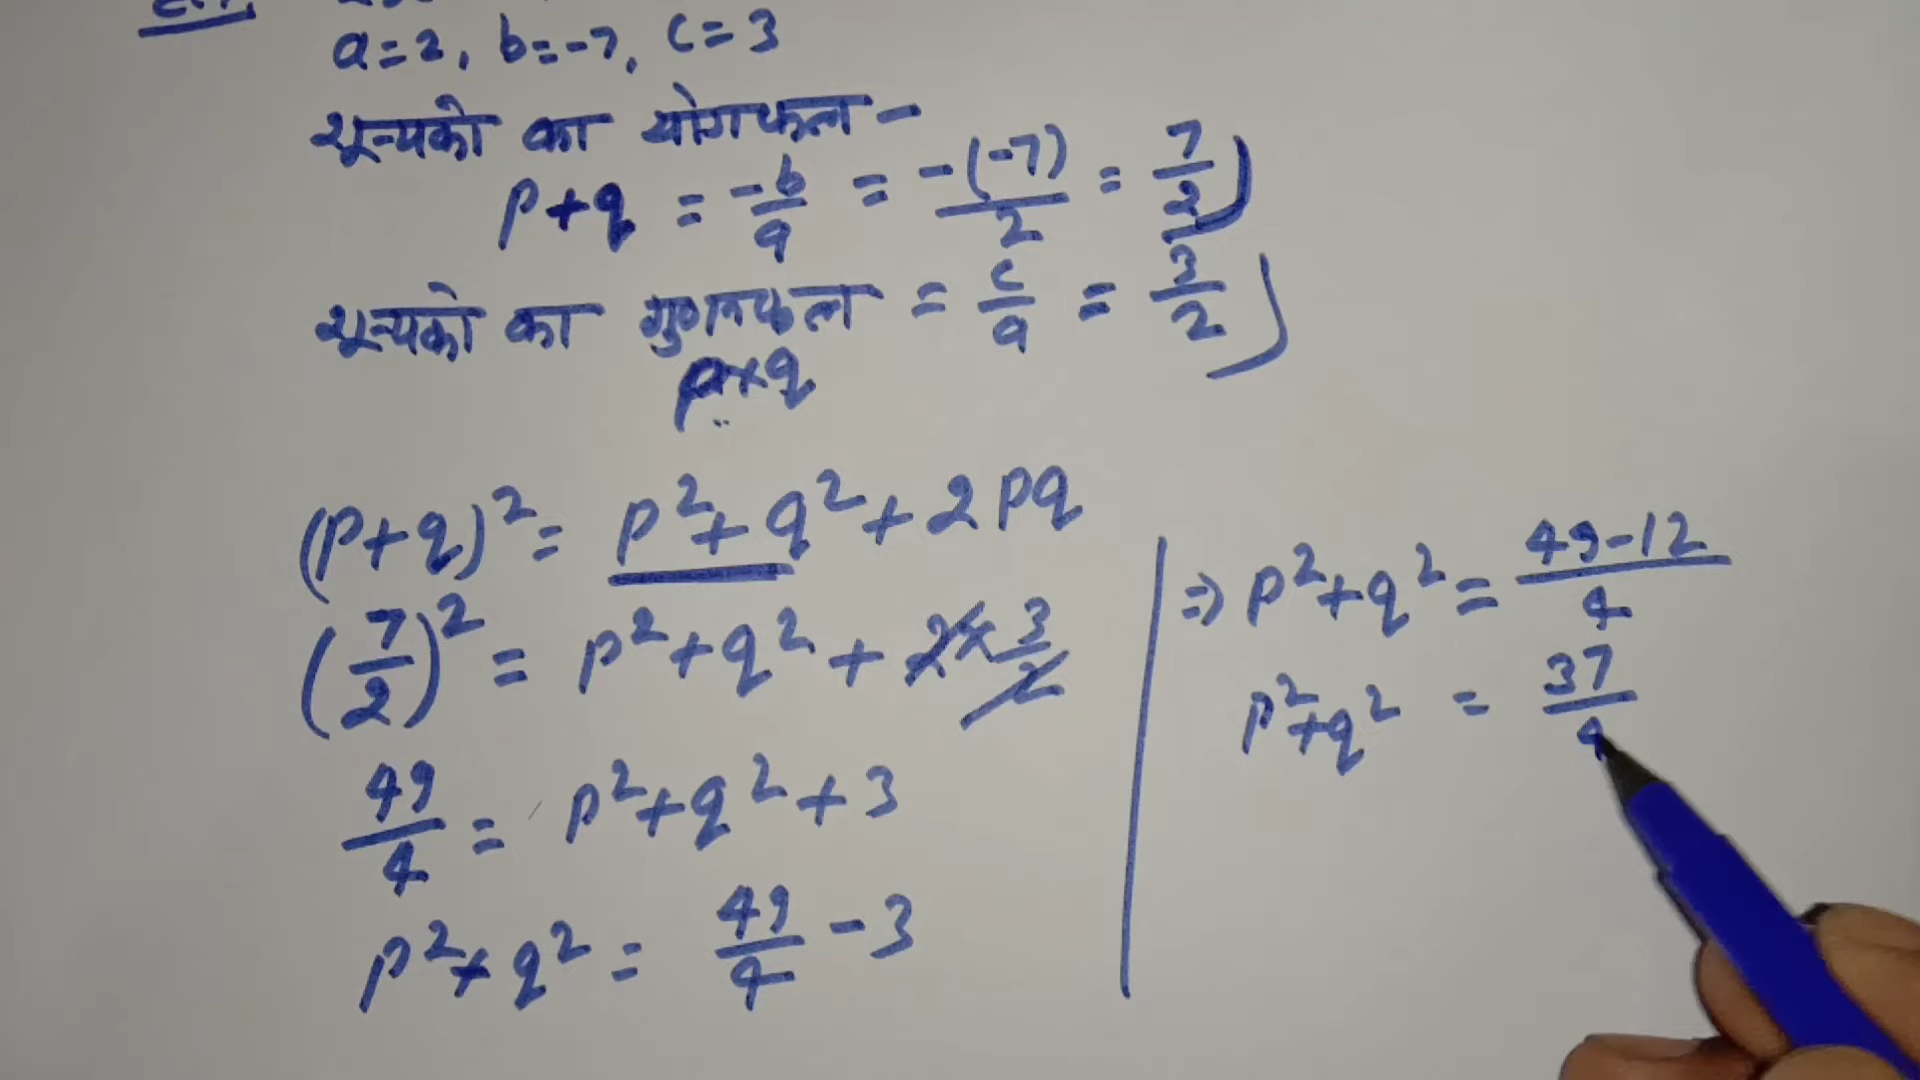 a=2, b=-7, c=3
शून्यको का योगफल-
p+q = -b/a = -(-7)/2 = 7/2
शून्यको का गुणनफल = c/a = 3/2
p×q
(p+q)² = p²+q²+2pq
(7/2)² = p²+q²+2×3/2
49/4 = p²+q²+3
p²+q² = 49/4 -3
⇒ p²+q² = 49-12/4
p²+q² = 37/4